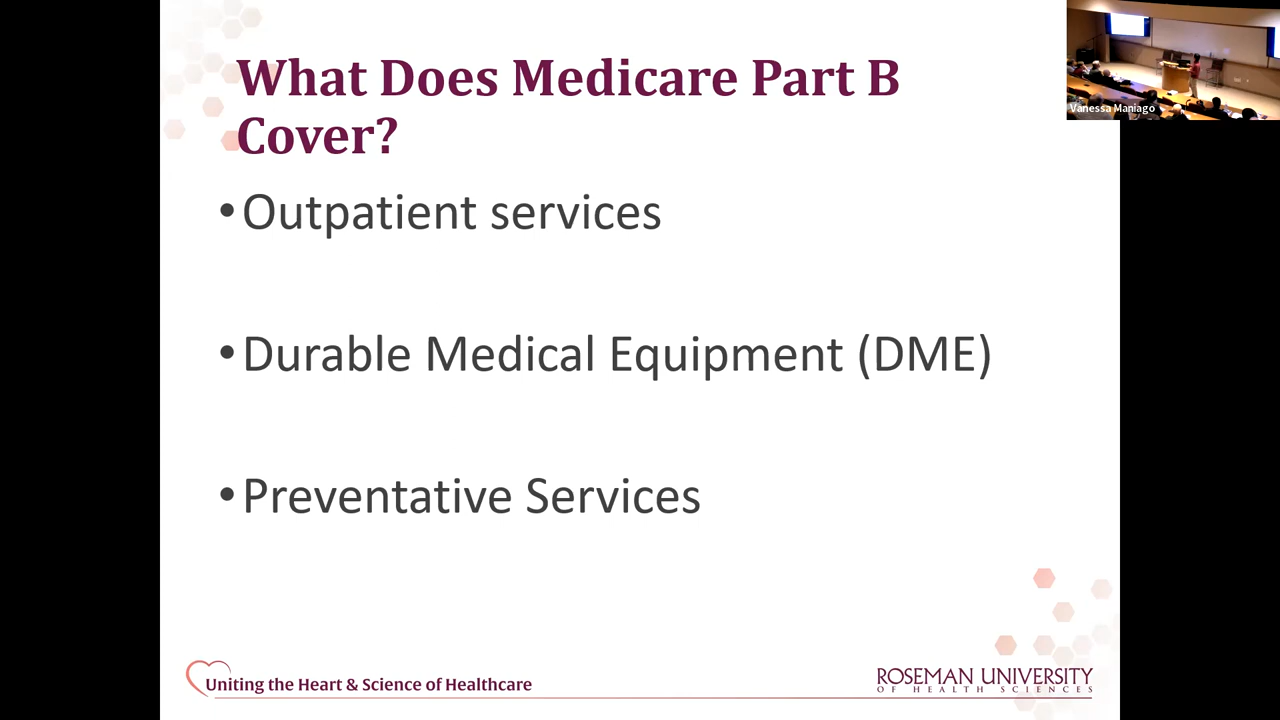 What Does Medicare Part B
Cover?
Vanessa Maniago
•Outpatient services
•Durable Medical Equipment (DME)
•Preventative Services
Uniting the Heart & Science of Healthcare
ROSEMAN UNIVERSITY
OF HEALTH SCIENCES